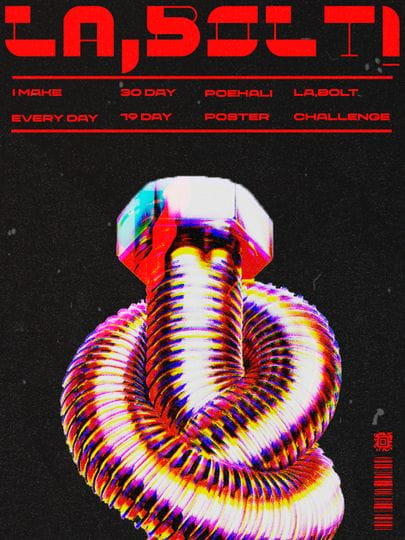 LA,BOLT!
I MAKE 30 DAY POEHALI LA,BOLT.
EVERY DAY 19 DAY POSTER CHALLENGE